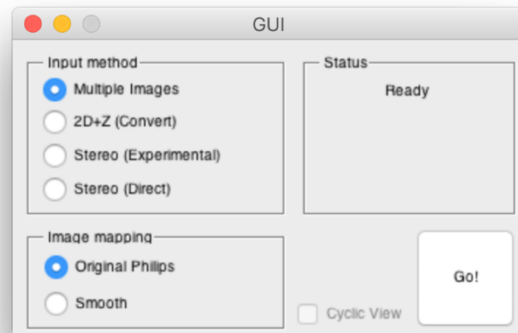 GUI
Input method
Multiple Images
2D+Z (Convert)
Stereo (Experimental)
Stereo (Direct)
Status
Ready
Image mapping
Original Philips
Smooth
Cyclic View
Go!